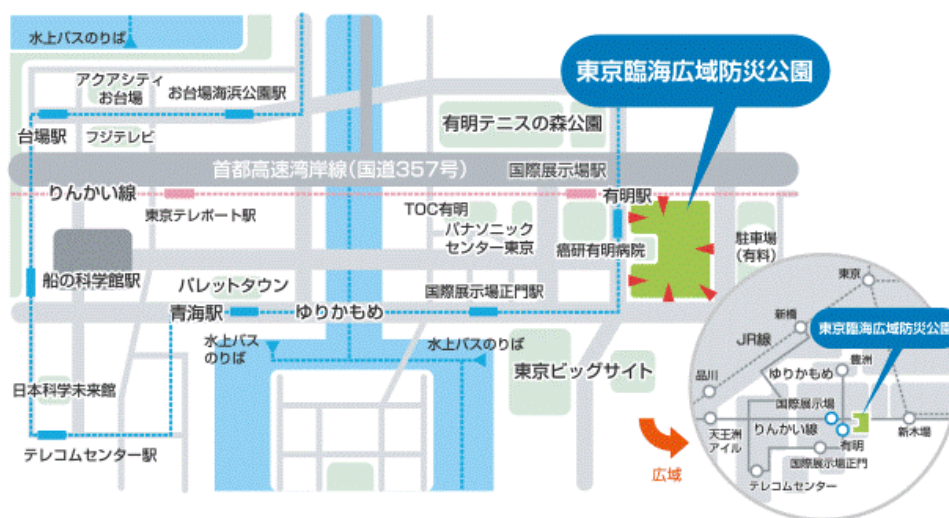 水上バスのりば
東京臨海広域防災公園
アクアシティ
お台場
お台場海浜公園駅
有明テニスの森公園
台場駅
フジテレビ
首都高速湾岸線(国道357号)
国際展示場駅
りんかい線
有明駅
東京テレポート駅
TOC有明
パナソニック
センター東京
癌研有明病院
駐車場
(有料)
船の科学館駅
パレットタウン
国際展示場正門駅
青海駅
ゆりかもめ
水上バス
のりば
水上バスのりば
東京ビッグサイト
日本科学未来館
テレコムセンター駅
広域
東京
新橋
東京臨海広域防災公園
JR線
豊洲
ゆりかもめ
品川
国際展示場
りんかい線
天王洲
アイル
新木場
有明
国際展示場正門
テレコムセンター